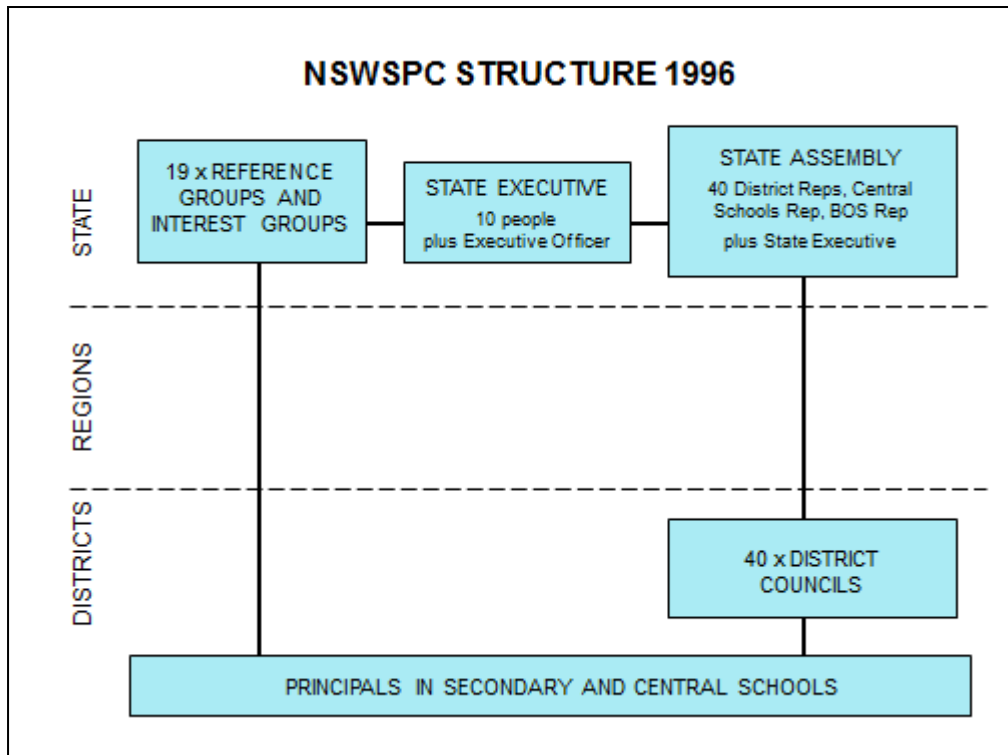 NSWSPC STRUCTURE 1996
STATE
19 x REFERENCE
GROUPS AND
INTEREST GROUPS
STATE EXECUTIVE
10 people
plus Executive Officer
STATE ASSEMBLY
40 District Reps, Central
Schools Rep, BOS Rep
plus State Executive
REGIONS
DISTRICTS
40 x DISTRICT
COUNCILS
PRINCIPALS IN SECONDARY AND CENTRAL SCHOOLS